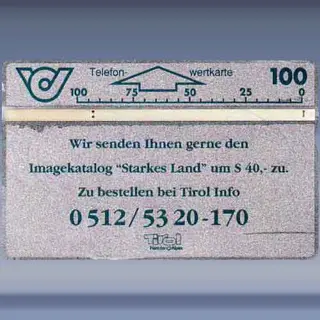 Telefon- wertkarte 100
100 75 50 25 0
Wir senden Ihnen gerne den
Imagekatalog “Starkes Land” um S 40,- zu.
Zu bestellen bei Tirol Info
0 512 / 53 20 - 170
Tirol